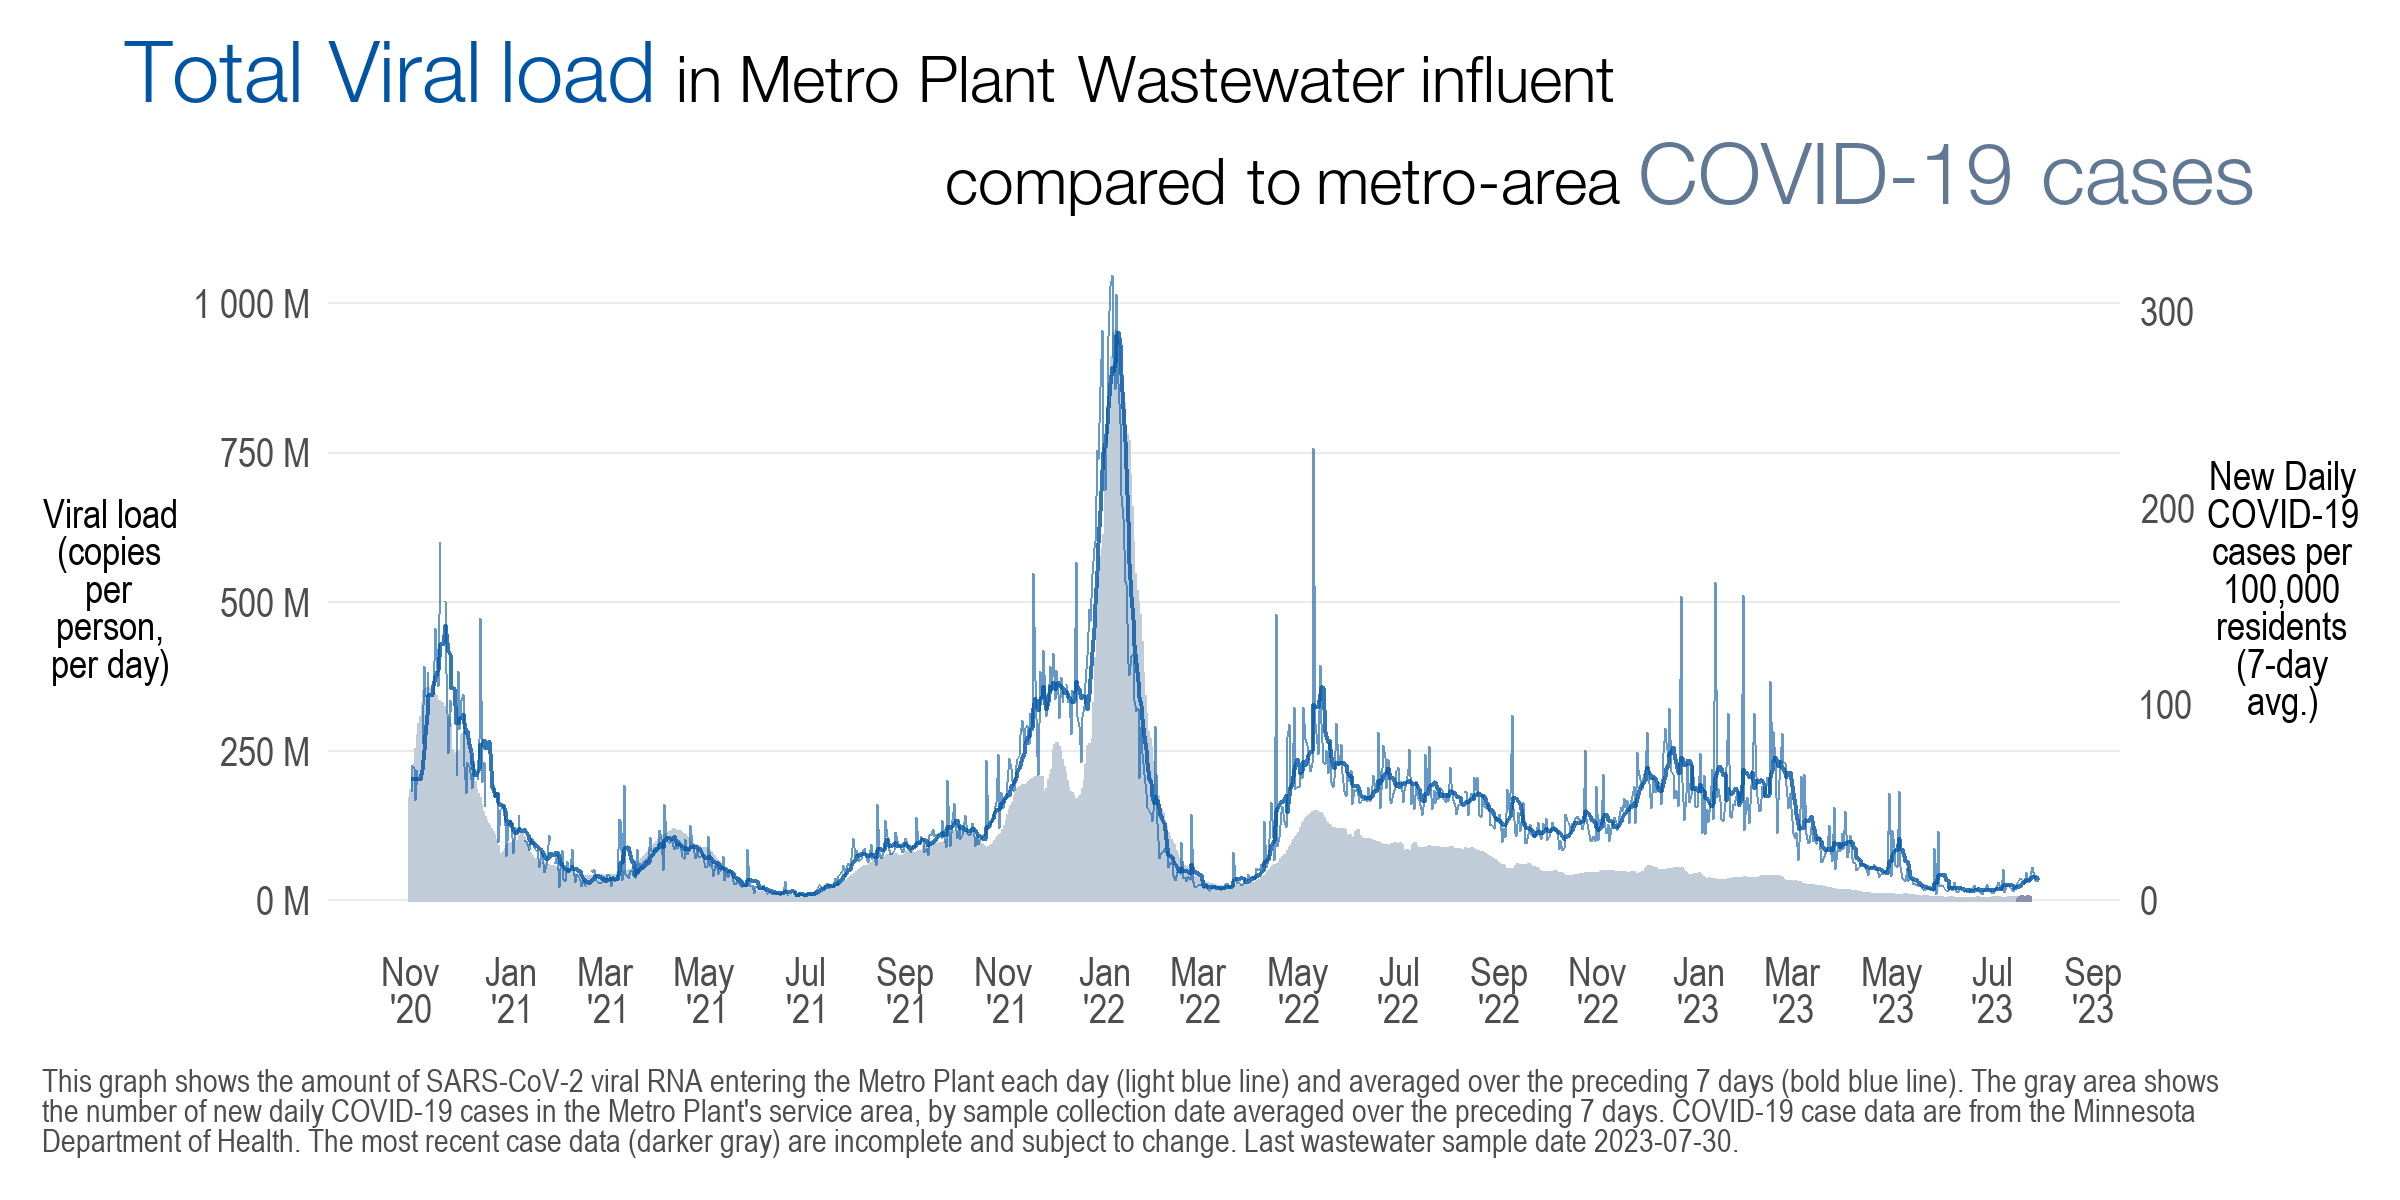 Total Viral load in Metro Plant Wastewater influent
compared to metro-area COVID-19 cases
1 000 M
750 M
500 M
250 M
0 M
Viral load
(copies
per
person,
per day)
300
200
100
0
New Daily
COVID-19
cases per
100,000
residents
(7-day
avg.)
Nov '20
Jan '21
Mar '21
May '21
Jul '21
Sep '21
Nov '21
Jan '22
Mar '22
May '22
Jul '22
Sep '22
Nov '22
Jan '23
Mar '23
May '23
Jul '23
Sep '23
This graph shows the amount of SARS-CoV-2 viral RNA entering the Metro Plant each day (light blue line) and averaged over the preceding 7 days (bold blue line). The gray area shows
the number of new daily COVID-19 cases in the Metro Plant's service area, by sample collection date averaged over the preceding 7 days. COVID-19 case data are from the Minnesota
Department of Health. The most recent case data (darker gray) are incomplete and subject to change. Last wastewater sample date 2023-07-30.